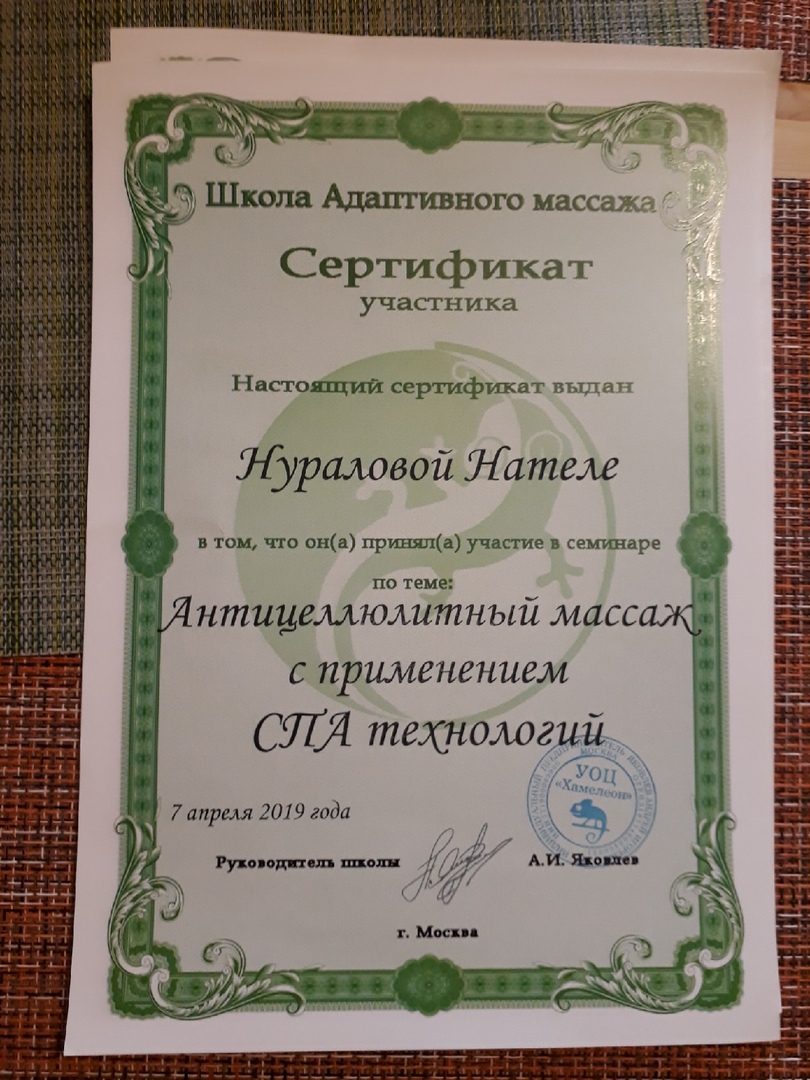 Школа Адаптивного массажа
Сертификат
участника
Настоящий сертификат выдан
Нураловой Нателе
в том, что он(а) принял(а) участие в семинаре
по теме:
Антицеллюлитный массаж
с применением
СПА технологий
7 апреля 2019 года
УОЦ
«Хамелеон»
МОСКВА
Руководитель школы
А.И. Яковлев
г. Москва